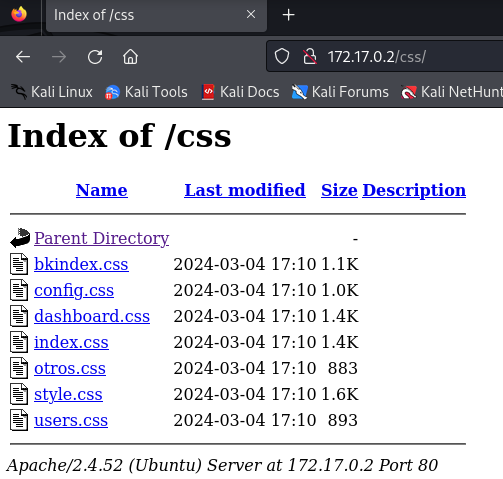 Index of /css
172.17.0.2/css/
Kali Linux Kali Tools Kali Docs Kali Forums Kali NetHunt
Index of /css
Name Last modified Size Description
Parent Directory -
bkindex.css 2024-03-04 17:10 1.1K
config.css 2024-03-04 17:10 1.0K
dashboard.css 2024-03-04 17:10 1.4K
index.css 2024-03-04 17:10 1.4K
otros.css 2024-03-04 17:10 883
style.css 2024-03-04 17:10 1.6K
users.css 2024-03-04 17:10 893
Apache/2.4.52 (Ubuntu) Server at 172.17.0.2 Port 80